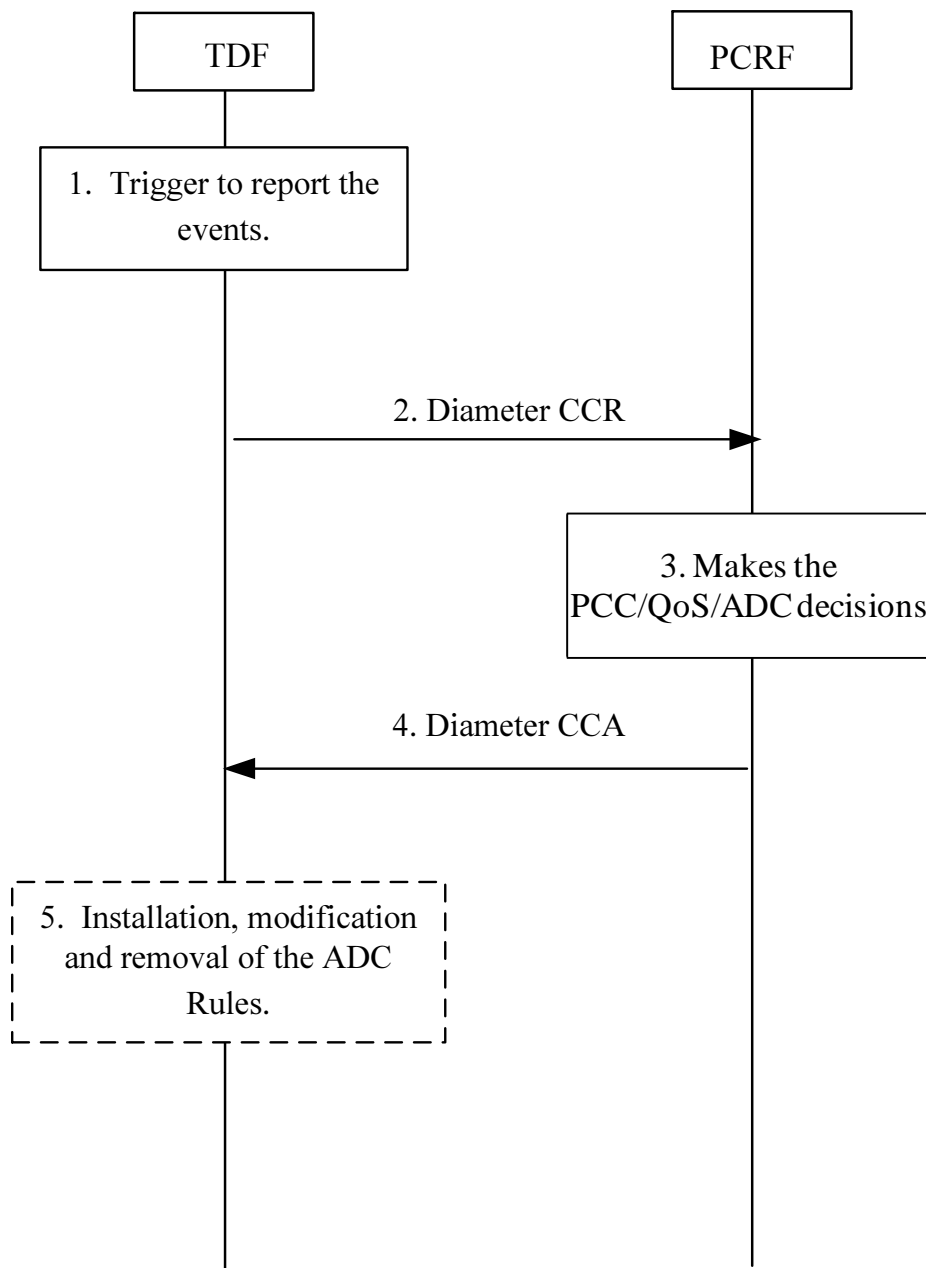 TDF
PCRF
1. Trigger to report the
events.
2. Diameter CCR
3. Makes the
PCC/QoS/ADC decisions
4. Diameter CCA
5. Installation, modification
and removal of the ADC
Rules.